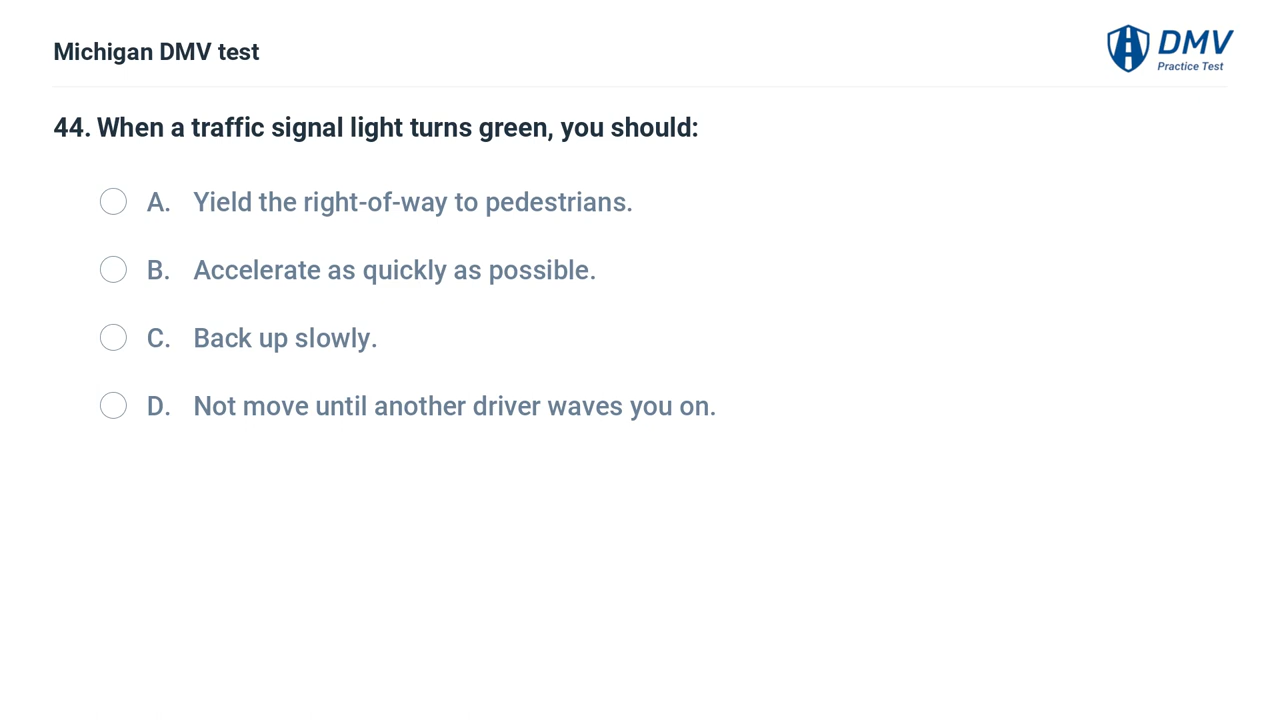 Michigan DMV test
DMV
Practice Test
44. When a traffic signal light turns green, you should:
A. Yield the right-of-way to pedestrians.
B. Accelerate as quickly as possible.
C. Back up slowly.
D. Not move until another driver waves you on.